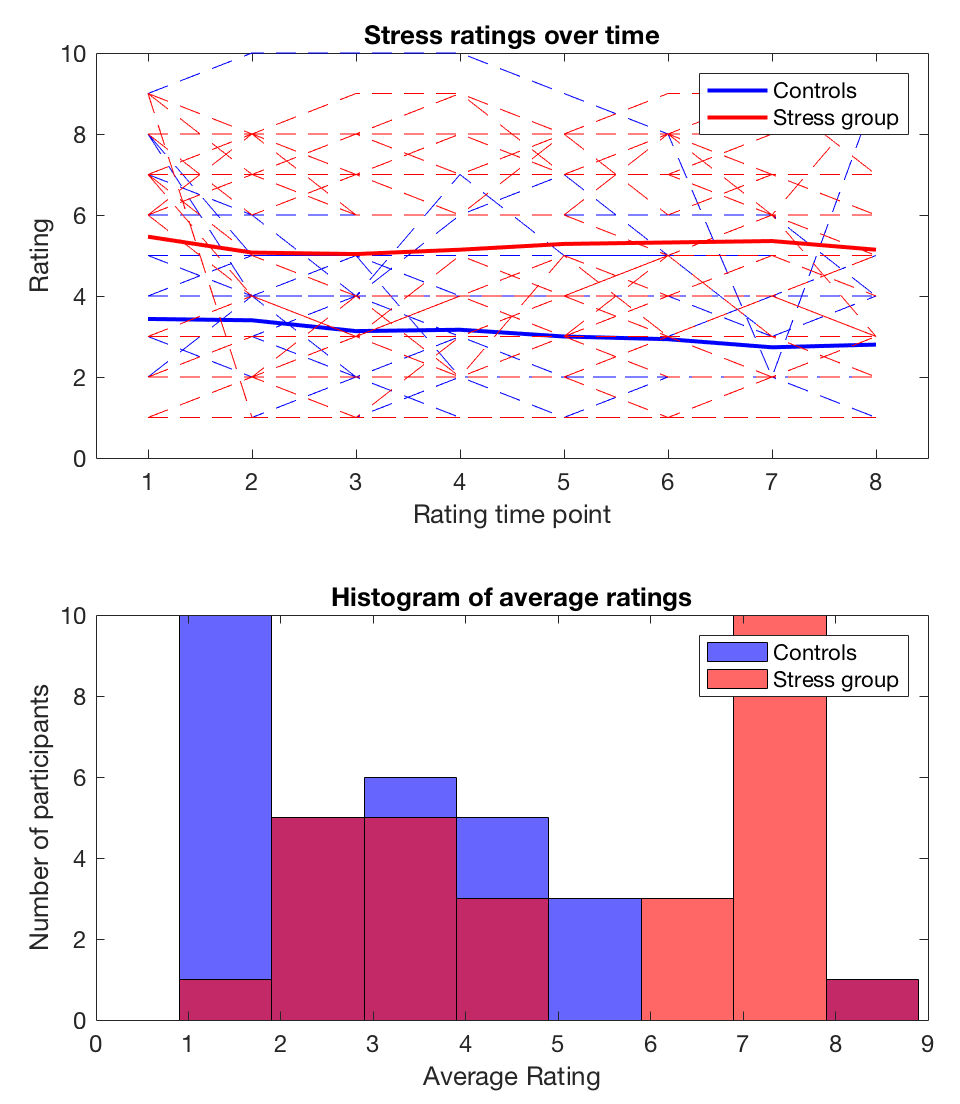 Stress ratings over time
10
8
6
4
2
0
Rating
Controls
Stress group
1 2 3 4 5 6 7 8
Rating time point
Histogram of average ratings
10
8
6
4
2
0
Number of participants
Controls
Stress group
0 1 2 3 4 5 6 7 8 9
Average Rating